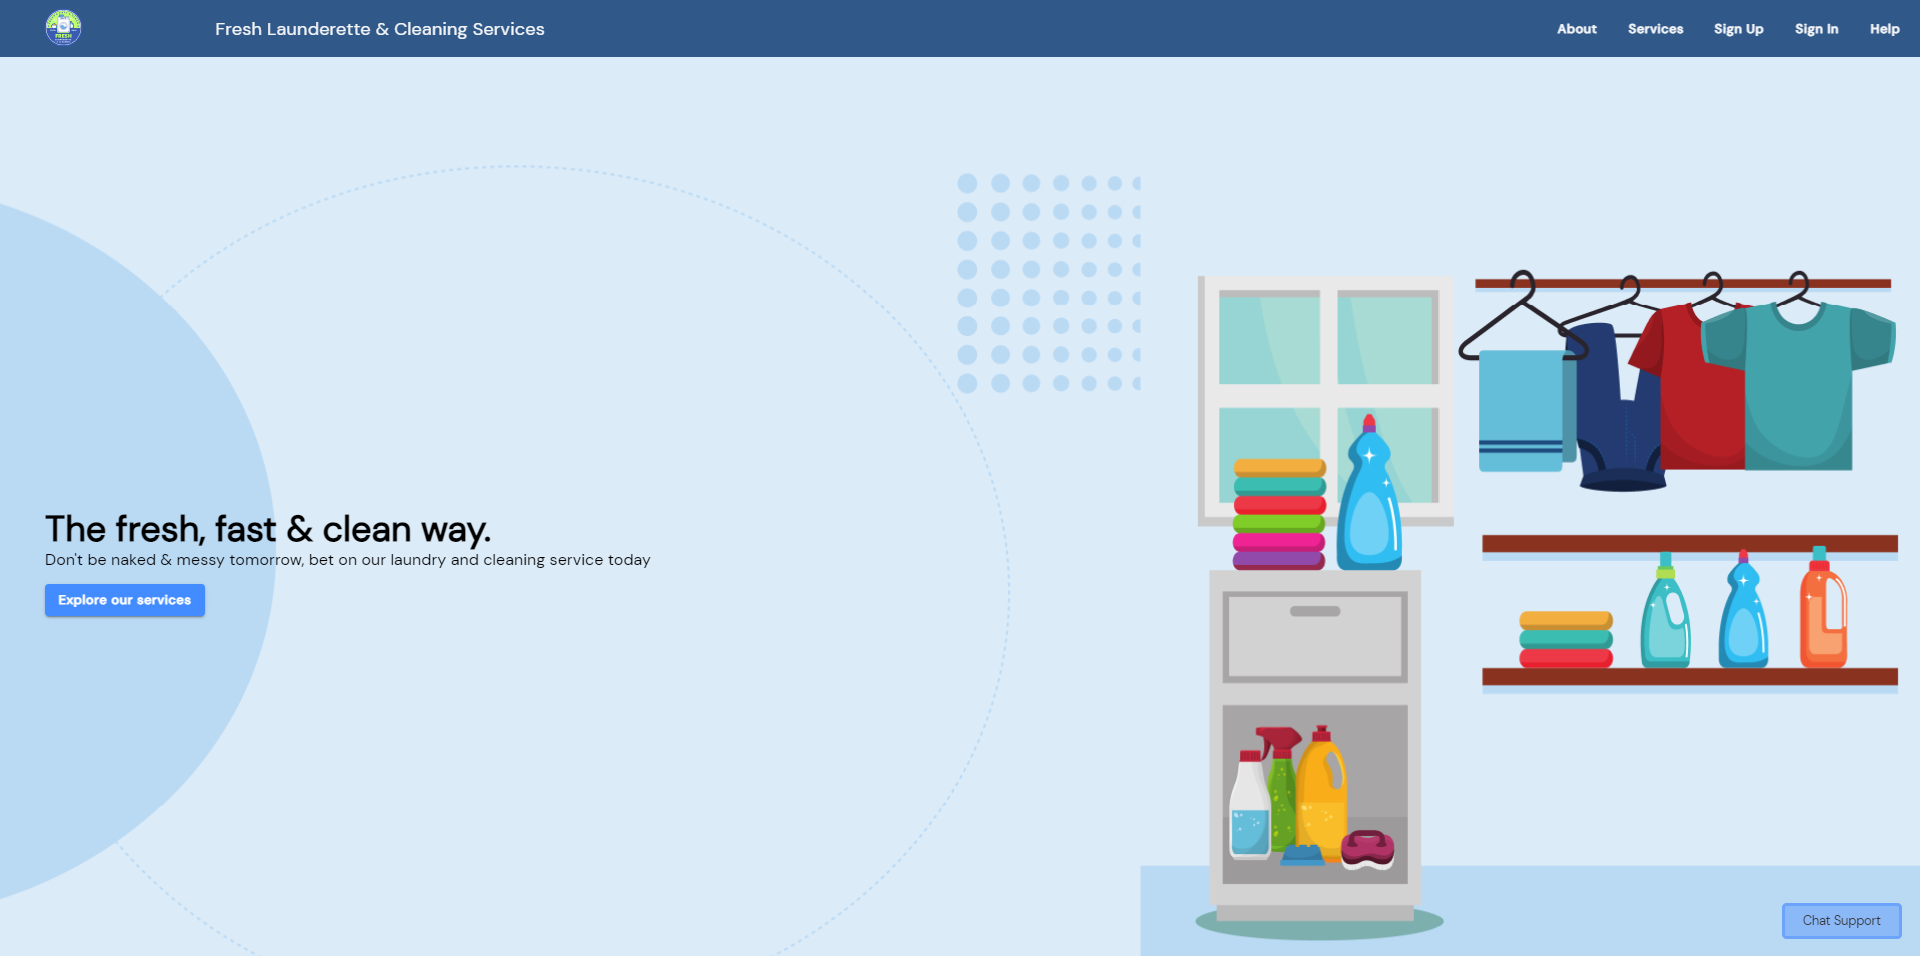 FRESH
Fresh Launderette & Cleaning Services
About
Services
Sign Up
Sign In
Help
The fresh, fast & clean way.
Don't be naked & messy tomorrow, bet on our laundry and cleaning service today
Explore our services
Chat Support